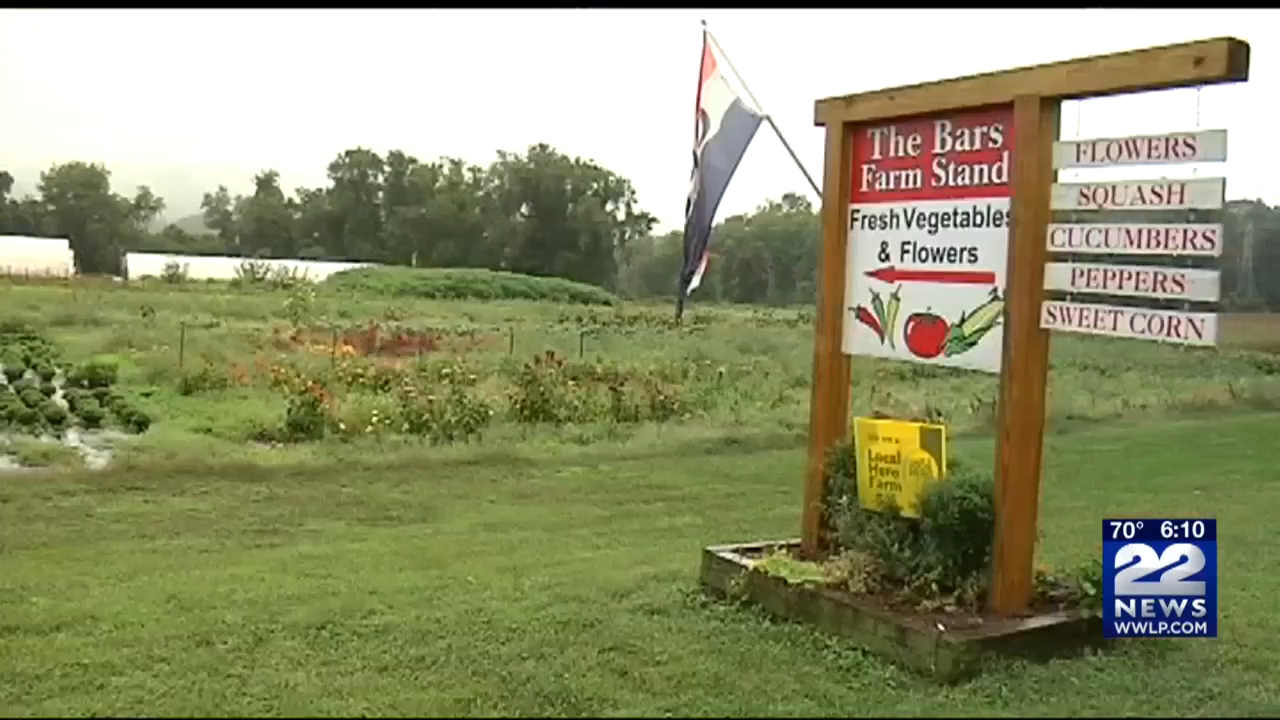 The Bars
Farm Stand
Fresh Vegetables
& Flowers
FLOWERS
SQUASH
CUCUMBERS
PEPPERS
SWEET CORN
Local
Hero
Farm
70° 6:10
22
NEWS
WWLP.COM